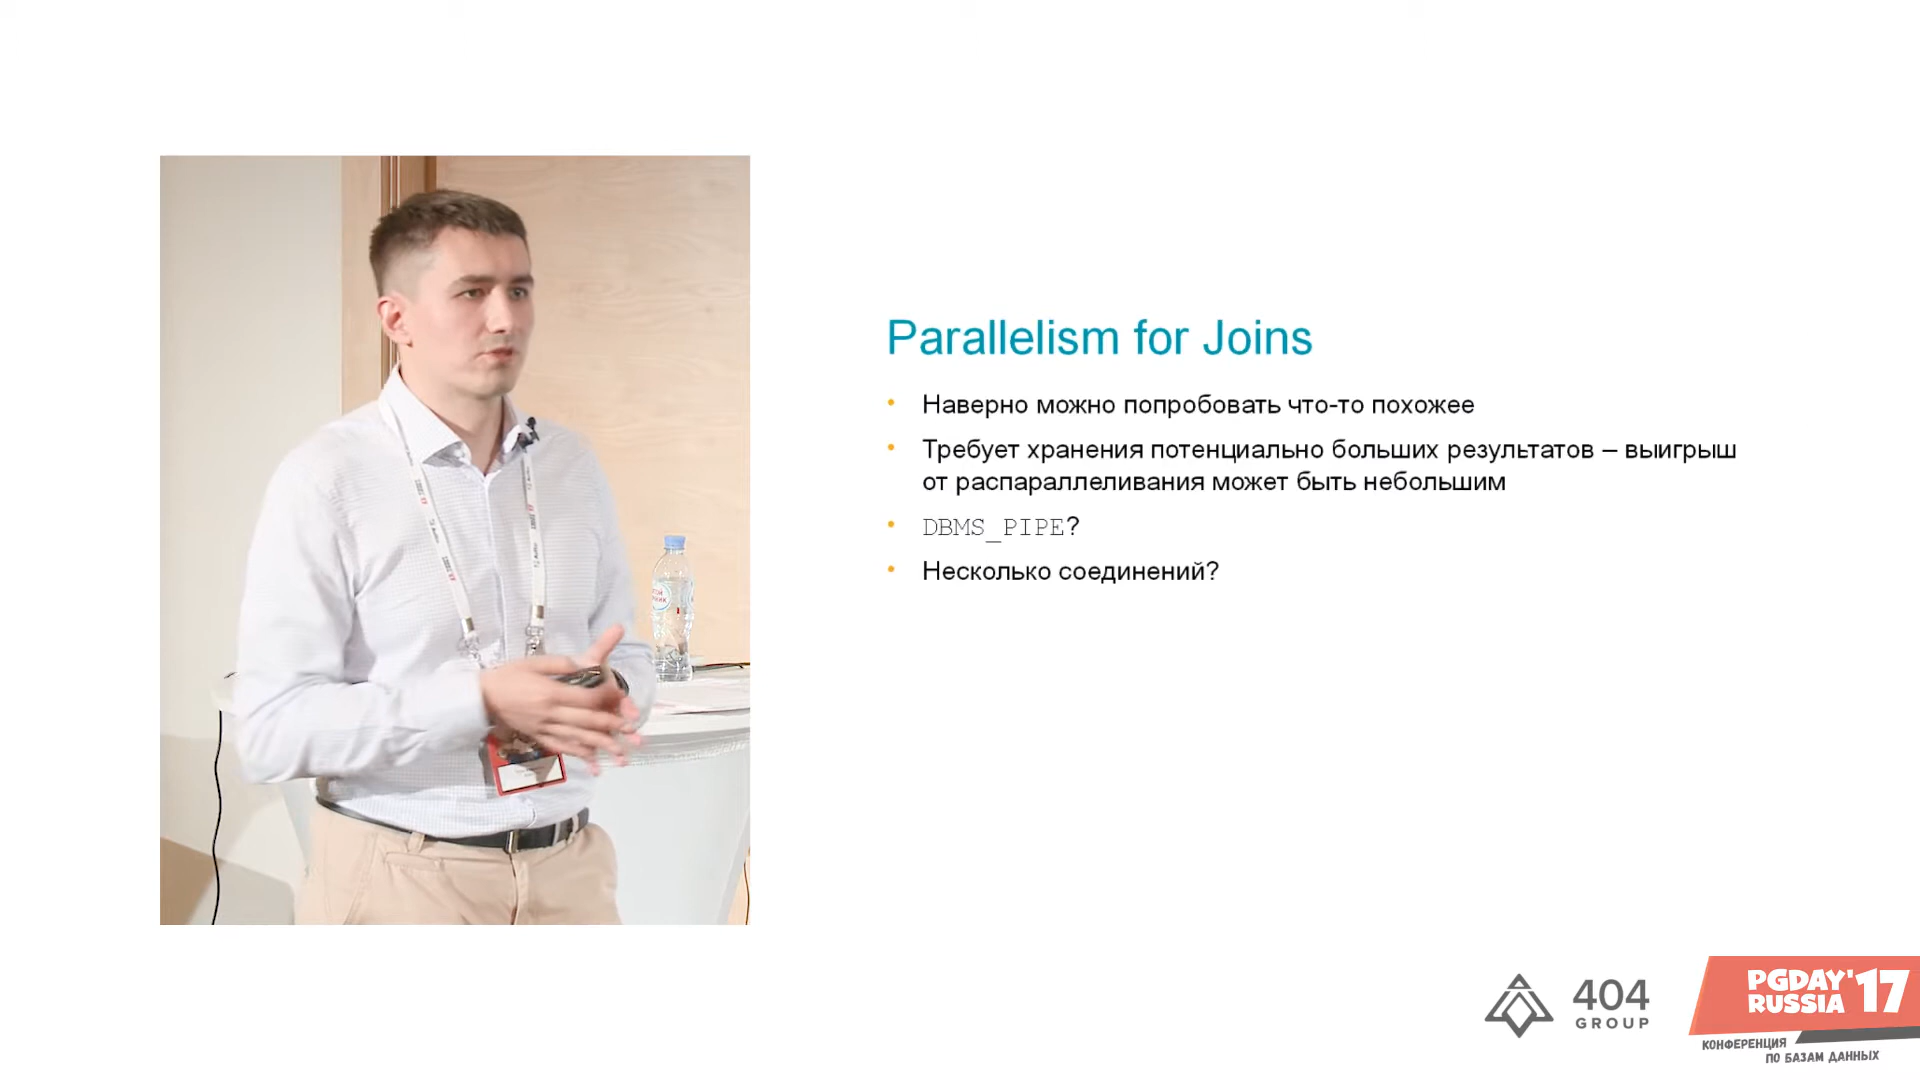 Parallelism for Joins
• Наверно можно попробовать что-то похожее
• Требует хранения потенциально больших результатов – выигрыш
от распараллеливания может быть небольшим
• DBMS_PIPE?
• Несколько соединений?
404
GROUP
PGDAY'17
RUSSIA
КОНФЕРЕНЦИЯ
ПО БАЗАМ ДАННЫХ